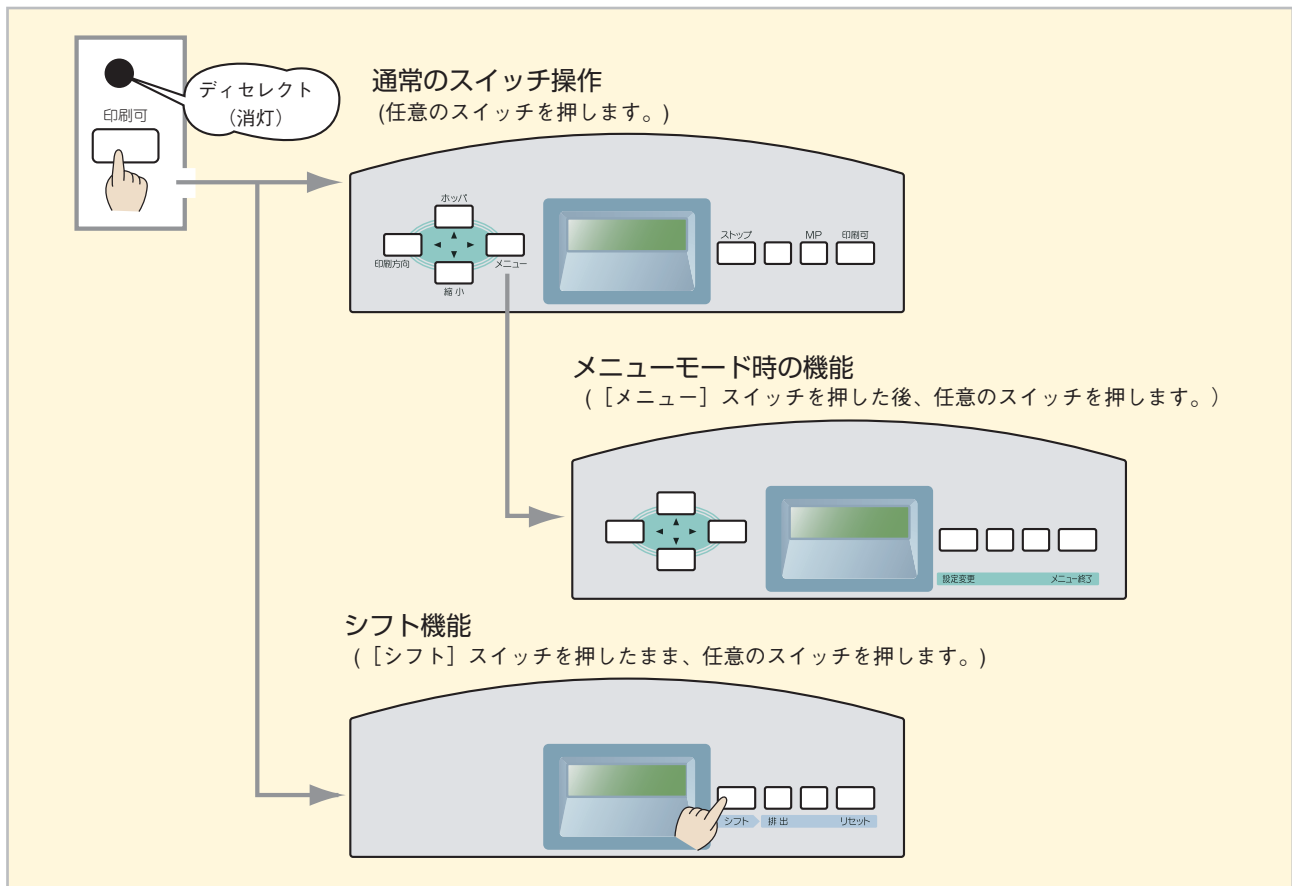 ディセレクト
（消灯）
印刷可
通常のスイッチ操作
(任意のスイッチを押します。)
ホッパ
印刷方向
メニュー
縮小
ストップ
MP
印刷可
メニューモード時の機能
(［メニュー］スイッチを押した後、任意のスイッチを押します。）
設定変更
メニュー終了
シフト機能
(［シフト］スイッチを押したまま、任意のスイッチを押します。)
シフト
排出
リセット